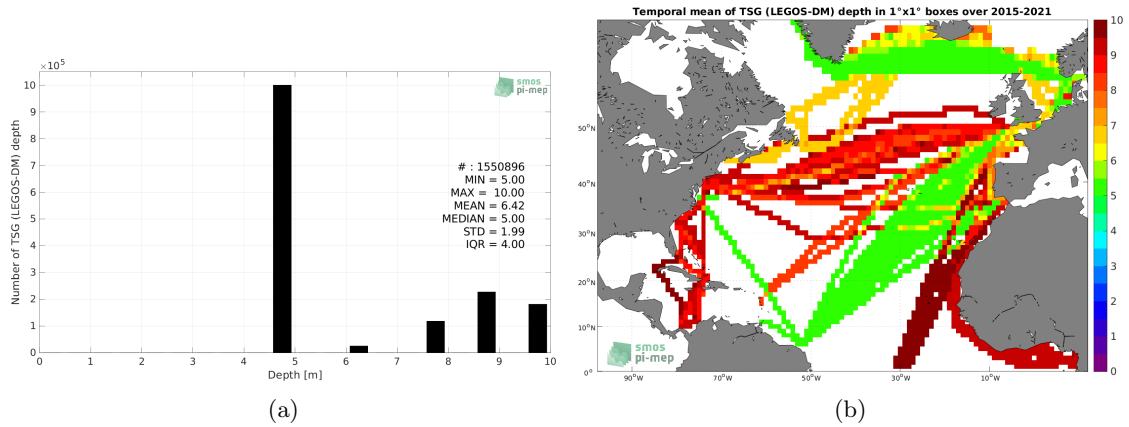 ×10⁵
Number of TSG (LEGOS-DM) depth
10
9
8
7
6
5
4
3
2
1
0
smos
pi-mep
# : 1550896
MIN = 5.00
MAX = 10.00
MEAN = 6.42
MEDIAN = 5.00
STD = 1.99
IQR = 4.00
0 1 2 3 4 5 6 7 8 9 10
Depth [m]
(a)
Temporal mean of TSG (LEGOS-DM) depth in 1°x1° boxes over 2015-2021
50°N
40°N
30°N
20°N
10°N
0°
90°W 70°W 50°W 30°W 10°W
smos
pi-mep
10
9
8
7
6
5
4
3
2
1
0
(b)